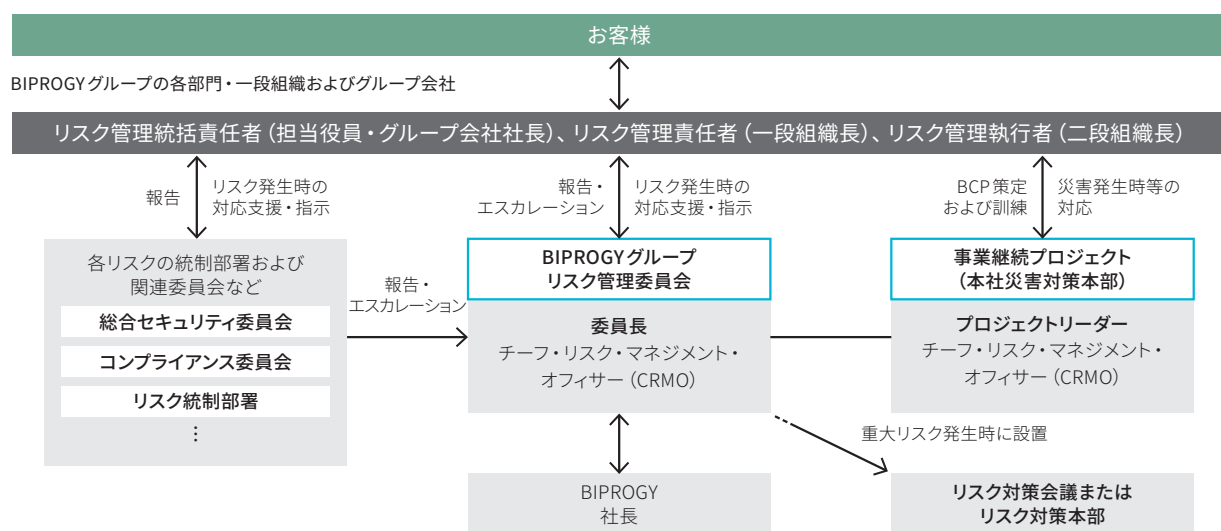 お客様
BIPROGYグループの各部門・一段組織およびグループ会社
リスク管理統括責任者（担当役員・グループ会社社長）、リスク管理責任者（一段組織長）、リスク管理執行者（二段組織長）
報告
リスク発生時の
対応支援・指示
報告・
エスカレーション
リスク発生時の
対応支援・指示
BCP策定
および訓練
災害発生時等の
対応
各リスクの統制部署および
関連委員会など
総合セキュリティ委員会
コンプライアンス委員会
リスク統制部署
⋮
報告・
エスカレーション
BIPROGYグループ
リスク管理委員会
委員長
チーフ・リスク・マネジメント・
オフィサー（CRMO）
事業継続プロジェクト
（本社災害対策本部）
プロジェクトリーダー
チーフ・リスク・マネジメント・
オフィサー（CRMO）
重大リスク発生時に設置
BIPROGY
社長
リスク対策会議または
リスク対策本部